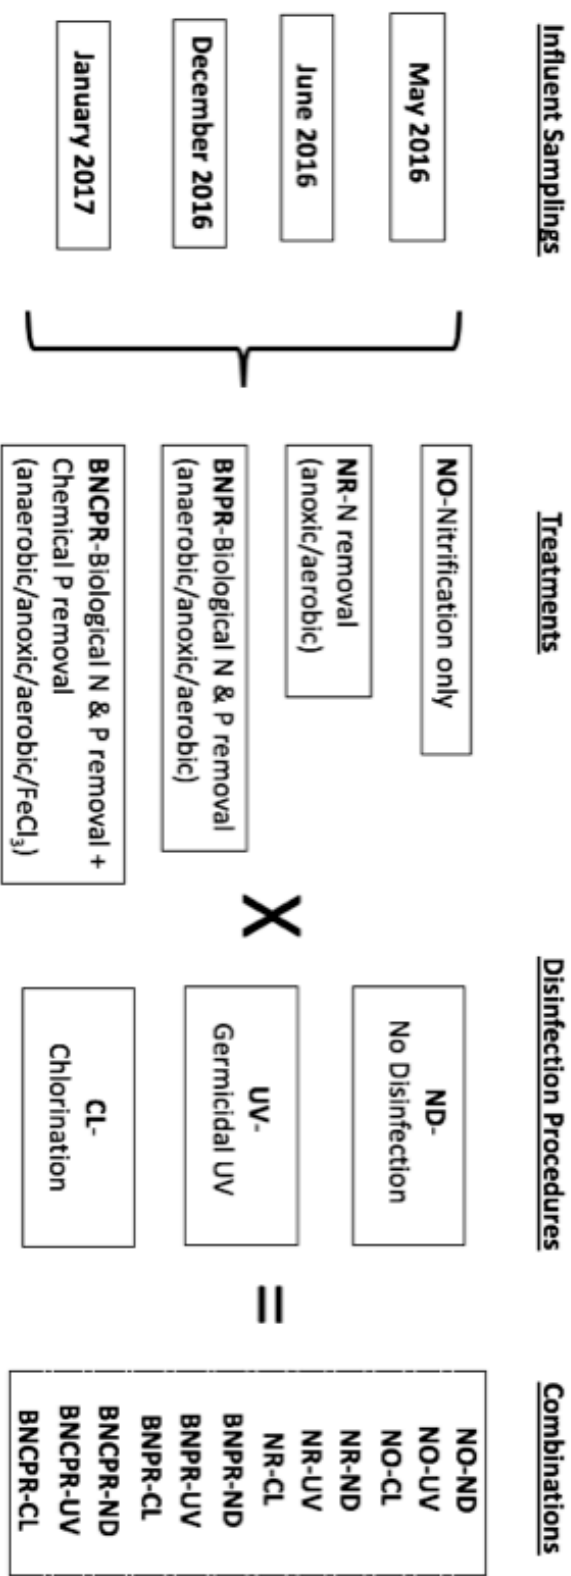 Influent Samplings
May 2016
June 2016
December 2016
January 2017
Treatments
NO-Nitrification only
NR-N removal
(anoxic/aerobic)
BNPR-Biological N & P removal
(anaerobic/anoxic/aerobic)
BNCPR-Biological N & P removal +
Chemical P removal
(anaerobic/anoxic/aerobic/FeCl₃)
X
Disinfection Procedures
ND-
No Disinfection
UV-
Germicidal UV
CL-
Chlorination
=
Combinations
NO-ND
NO-UV
NO-CL
NR-ND
NR-UV
NR-CL
BNPR-ND
BNPR-UV
BNPR-CL
BNCPR-ND
BNCPR-UV
BNCPR-CL